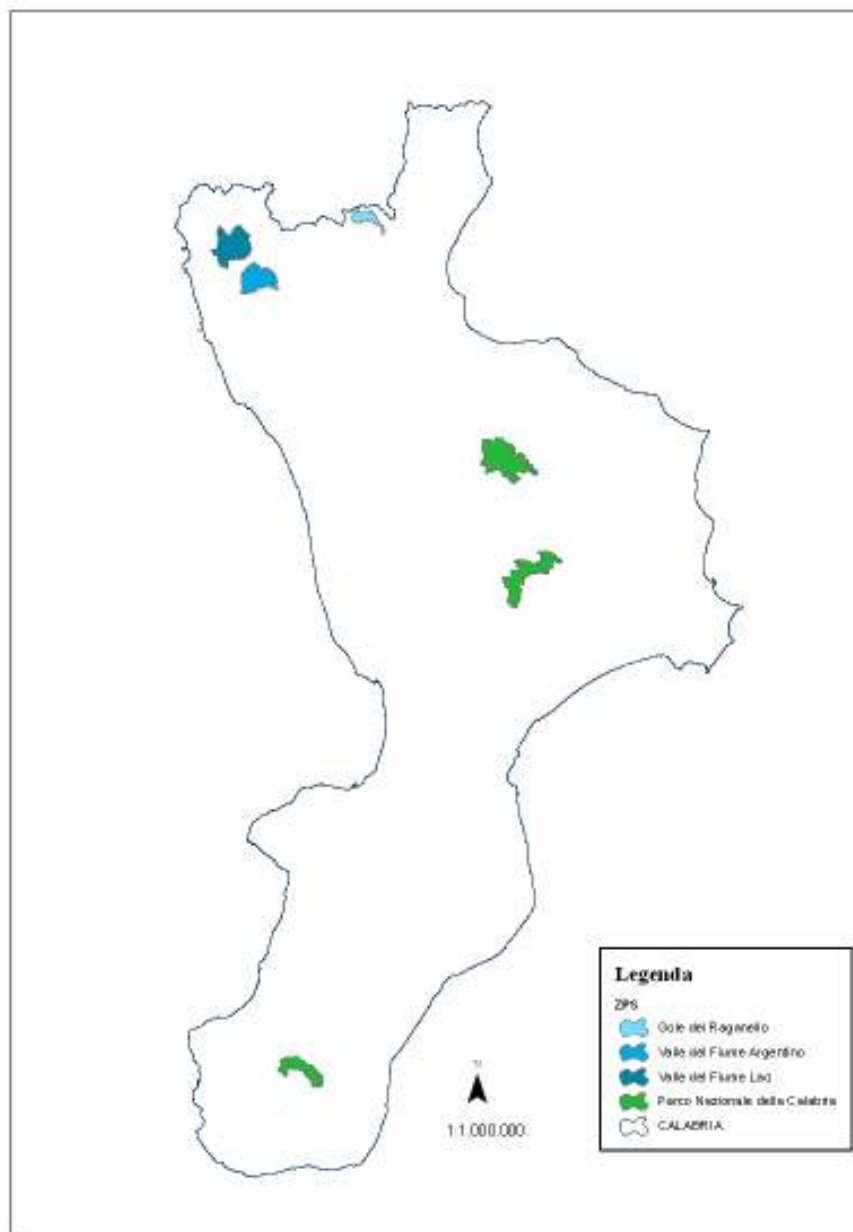 N
1:1.000.000
Legenda
ZPS
Gole del Raganello
Valle del Fiume Argentino
Valle del Fiume Lao
Parco Nazionale della Calabria
CALABRIA